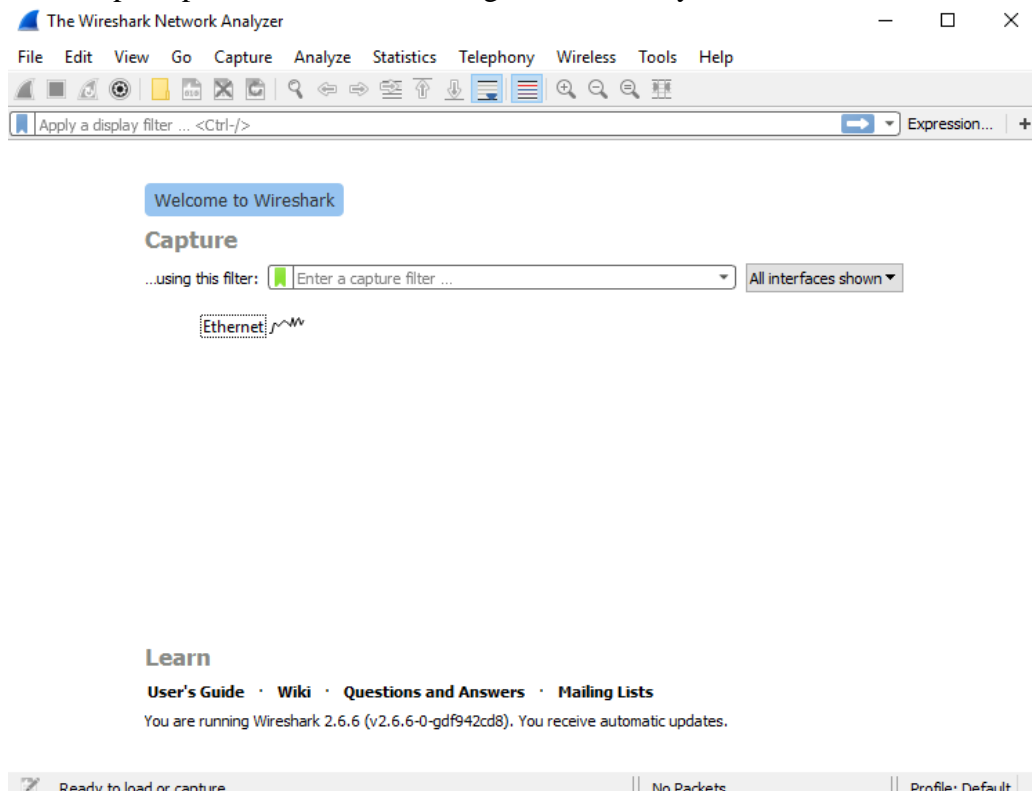 The Wireshark Network Analyzer
File Edit View Go Capture Analyze Statistics Telephony Wireless Tools Help
Apply a display filter ... <Ctrl-/> Expression... +
Welcome to Wireshark
Capture
...using this filter: Enter a capture filter ... All interfaces shown
Ethernet
Learn
User's Guide · Wiki · Questions and Answers · Mailing Lists
You are running Wireshark 2.6.6 (v2.6.6-0-gdf942cd8). You receive automatic updates.
Ready to load or capture No Packets Profile: Default